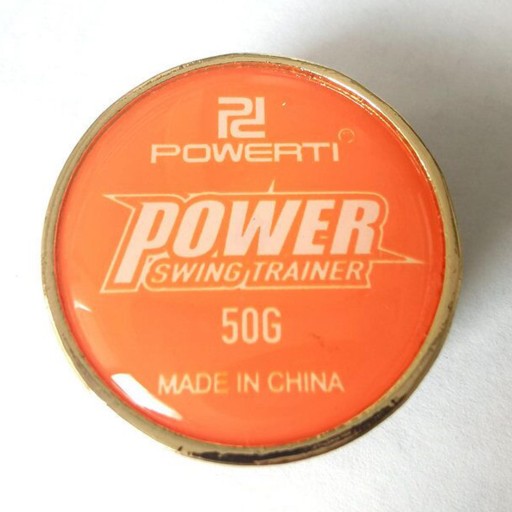 POWERTI
POWER
SWING TRAINER
50G
MADE IN CHINA